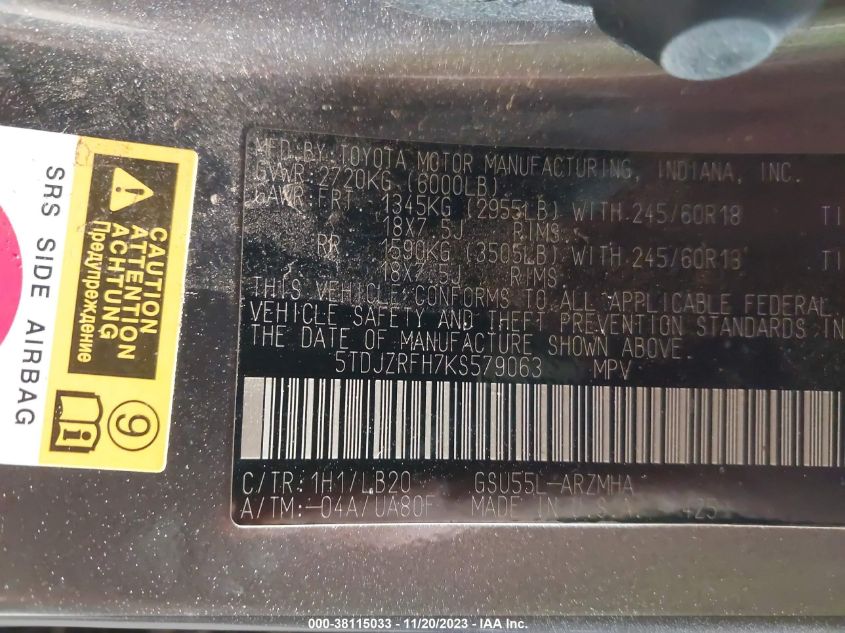 SRS SIDE AIRBAG
CAUTION
ATTENTION
ACHTUNG
Предупреждение
9
MFD. BY: TOYOTA MOTOR MANUFACTURING, INDIANA, INC.
GVWR: 2720KG (6000LB)
GAWR FRT 1345KG (2955LB) WITH 245/60R18 TI
18X7.5J RIMS,
RR 1590KG (3505LB) WITH 245/60R18 TI
18X7.5J RIMS,
THIS VEHICLE CONFORMS TO ALL APPLICABLE FEDERAL
VEHICLE SAFETY AND THEFT PREVENTION STANDARDS IN
THE DATE OF MANUFACTURE SHOWN ABOVE.
5TDJZRFH7KS579063 MPV
C/TR: 1H1/LB20 GSU55L-ARZMHA
A/TM: -04A/UA80F MADE IN U.S.A.
000-38115033 - 11/20/2023 - IAA Inc.